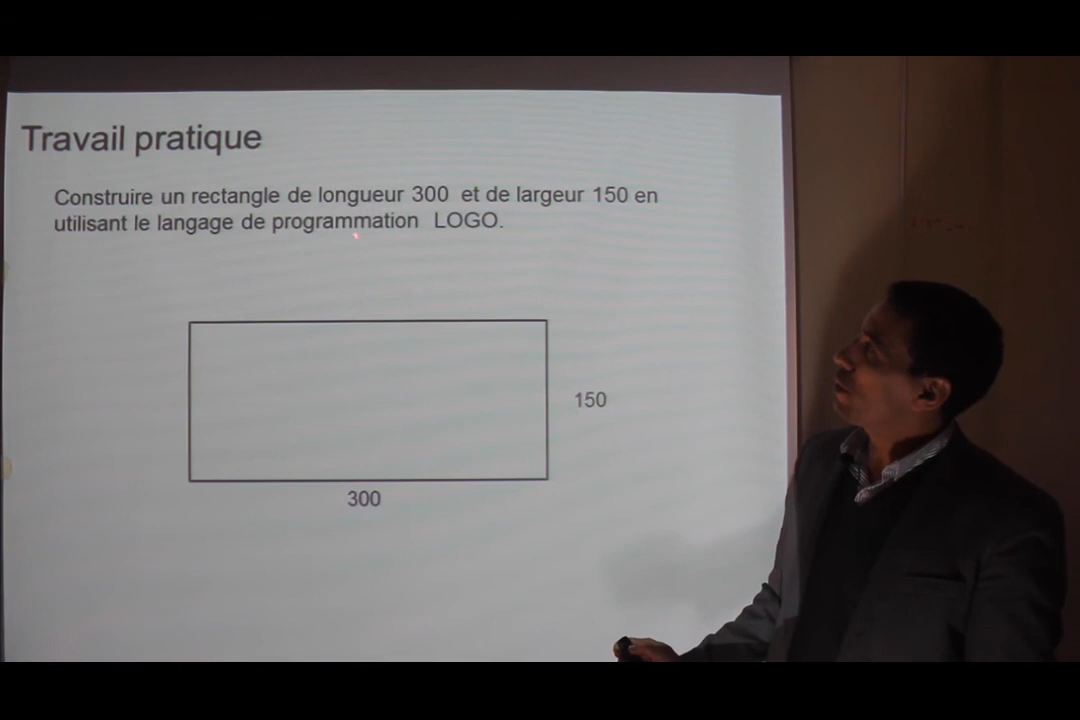 Travail pratique
Construire un rectangle de longueur 300 et de largeur 150 en
utilisant le langage de programmation LOGO.
150
300